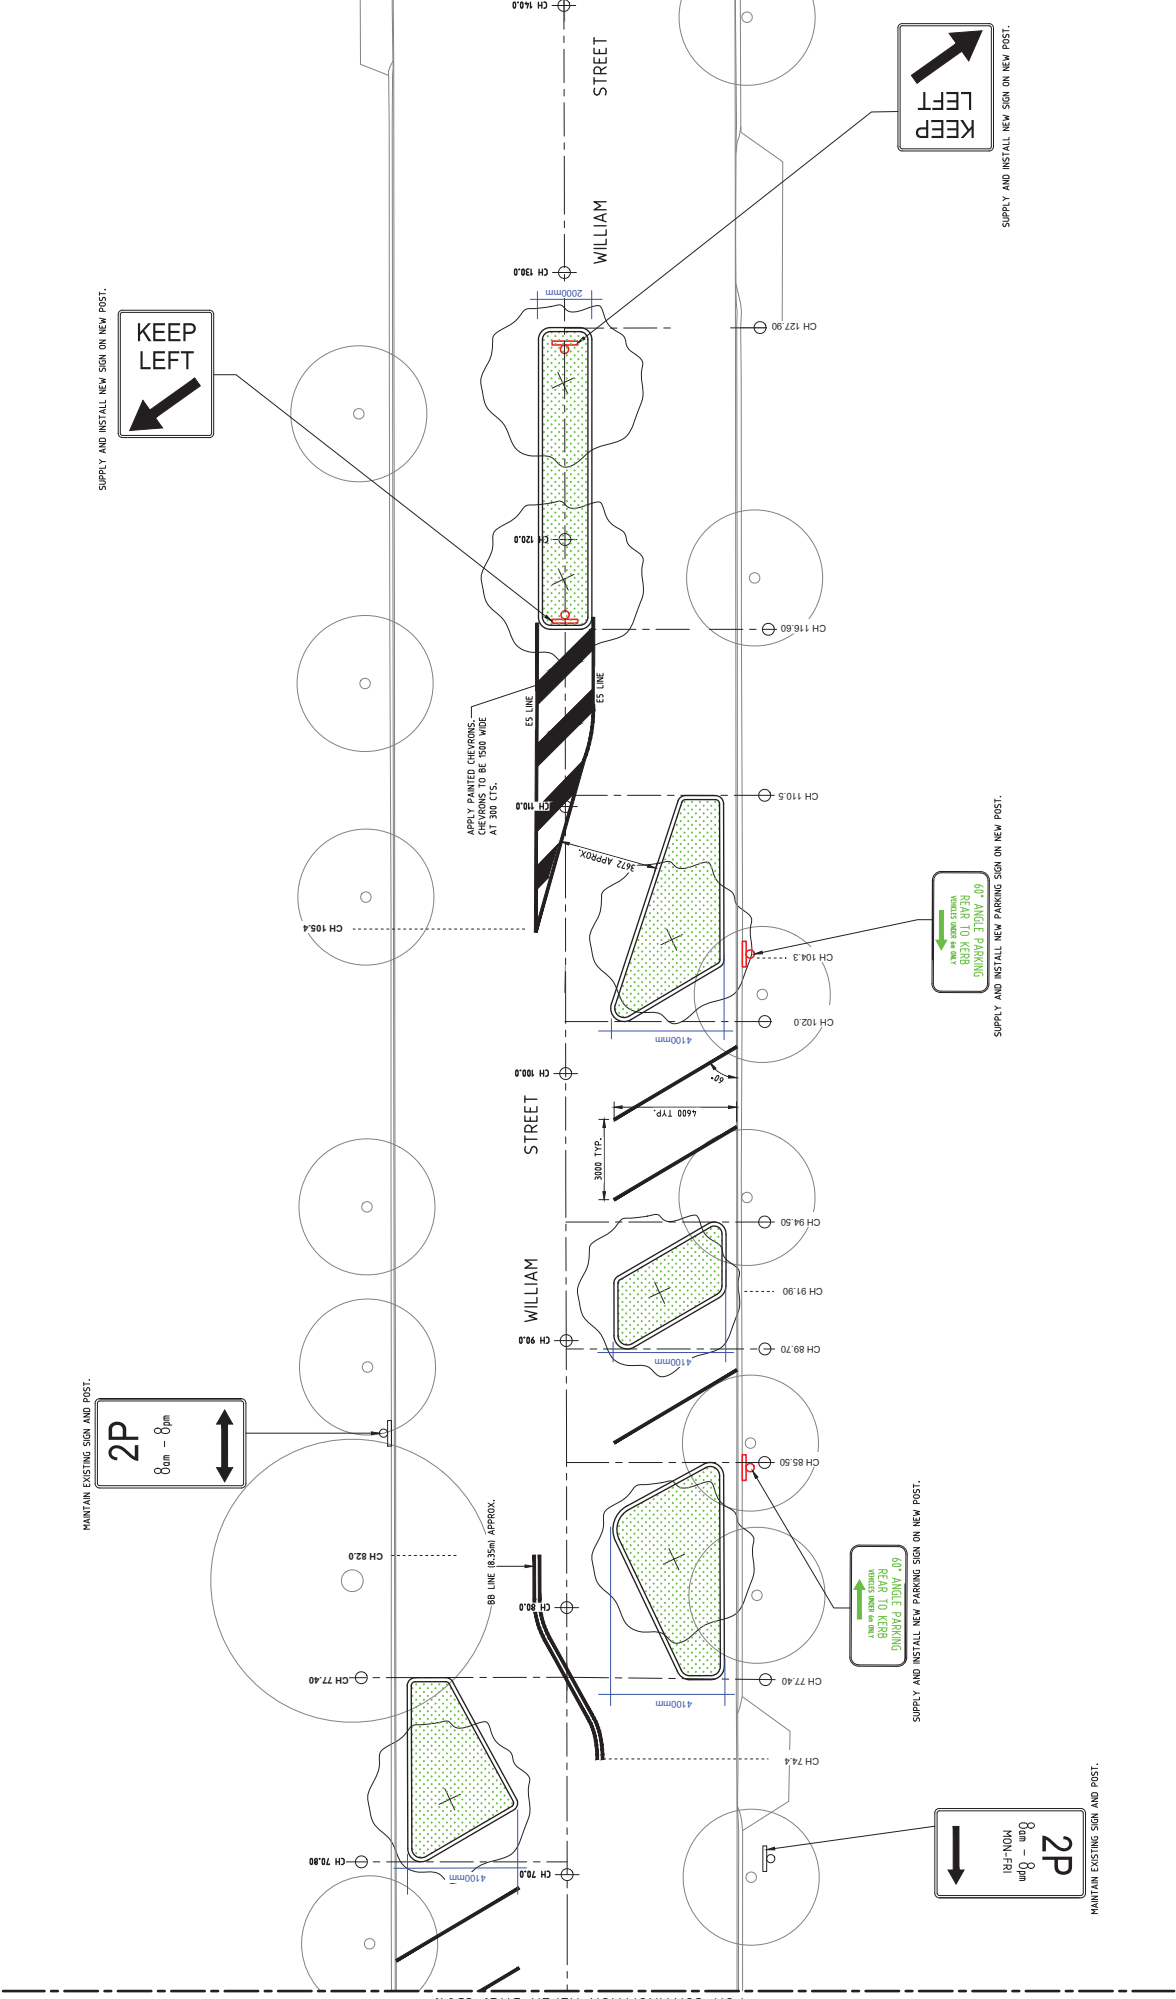 CH 140.0
STREET
WILLIAM
KEEP
LEFT
SUPPLY AND INSTALL NEW SIGN ON NEW POST.
CH 130.0
2000mm
CH 127.90
KEEP
LEFT
SUPPLY AND INSTALL NEW SIGN ON NEW POST.
CH 120.0
CH 116.60
E5 LINE
E5 LINE
APPLY PAINTED CHEVRONS.
CHEVRONS TO BE 1500 WIDE
AT 300 CTS.
CH 110.0
CH 110.5
3672 APPROX.
CH 105.4
60° ANGLE PARKING
REAR TO KERB
VEHICLES UNDER 6m ONLY
SUPPLY AND INSTALL NEW PARKING SIGN ON NEW POST.
CH 104.3
CH 102.0
4100mm
CH 100.0
60°
4600 TYP.
3000 TYP.
STREET
WILLIAM
CH 94.50
CH 91.90
CH 90.0
CH 89.70
4100mm
2P
8am – 8pm
MAINTAIN EXISTING SIGN AND POST.
CH 85.50
CH 82.0
BB LINE (8.35m) APPROX.
CH 80.0
60° ANGLE PARKING
REAR TO KERB
VEHICLES UNDER 6m ONLY
SUPPLY AND INSTALL NEW PARKING SIGN ON NEW POST.
CH 77.40
CH 77.40
4100mm
CH 74.4
2P
8am – 8pm
MON-FRI
MAINTAIN EXISTING SIGN AND POST.
CH 70.80
4100mm
CH 70.0